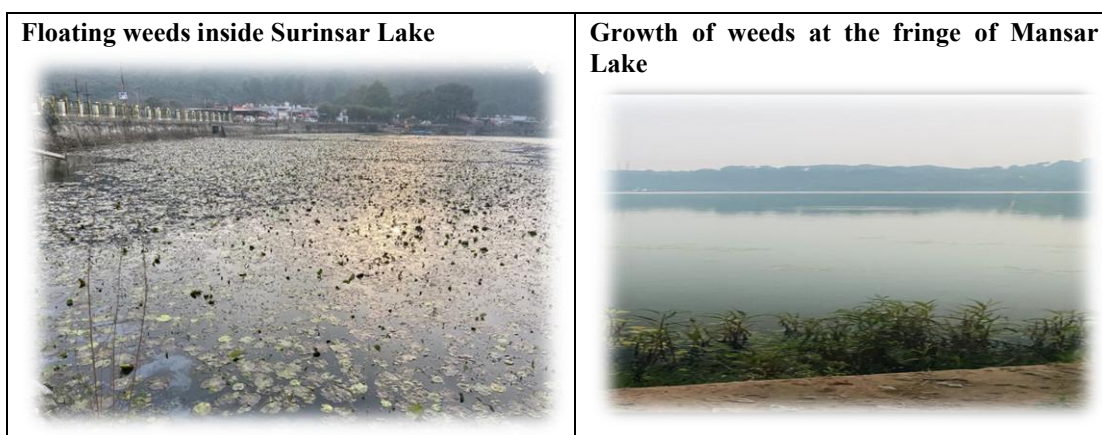 Floating weeds inside Surinsar Lake
Growth of weeds at the fringe of Mansar
Lake